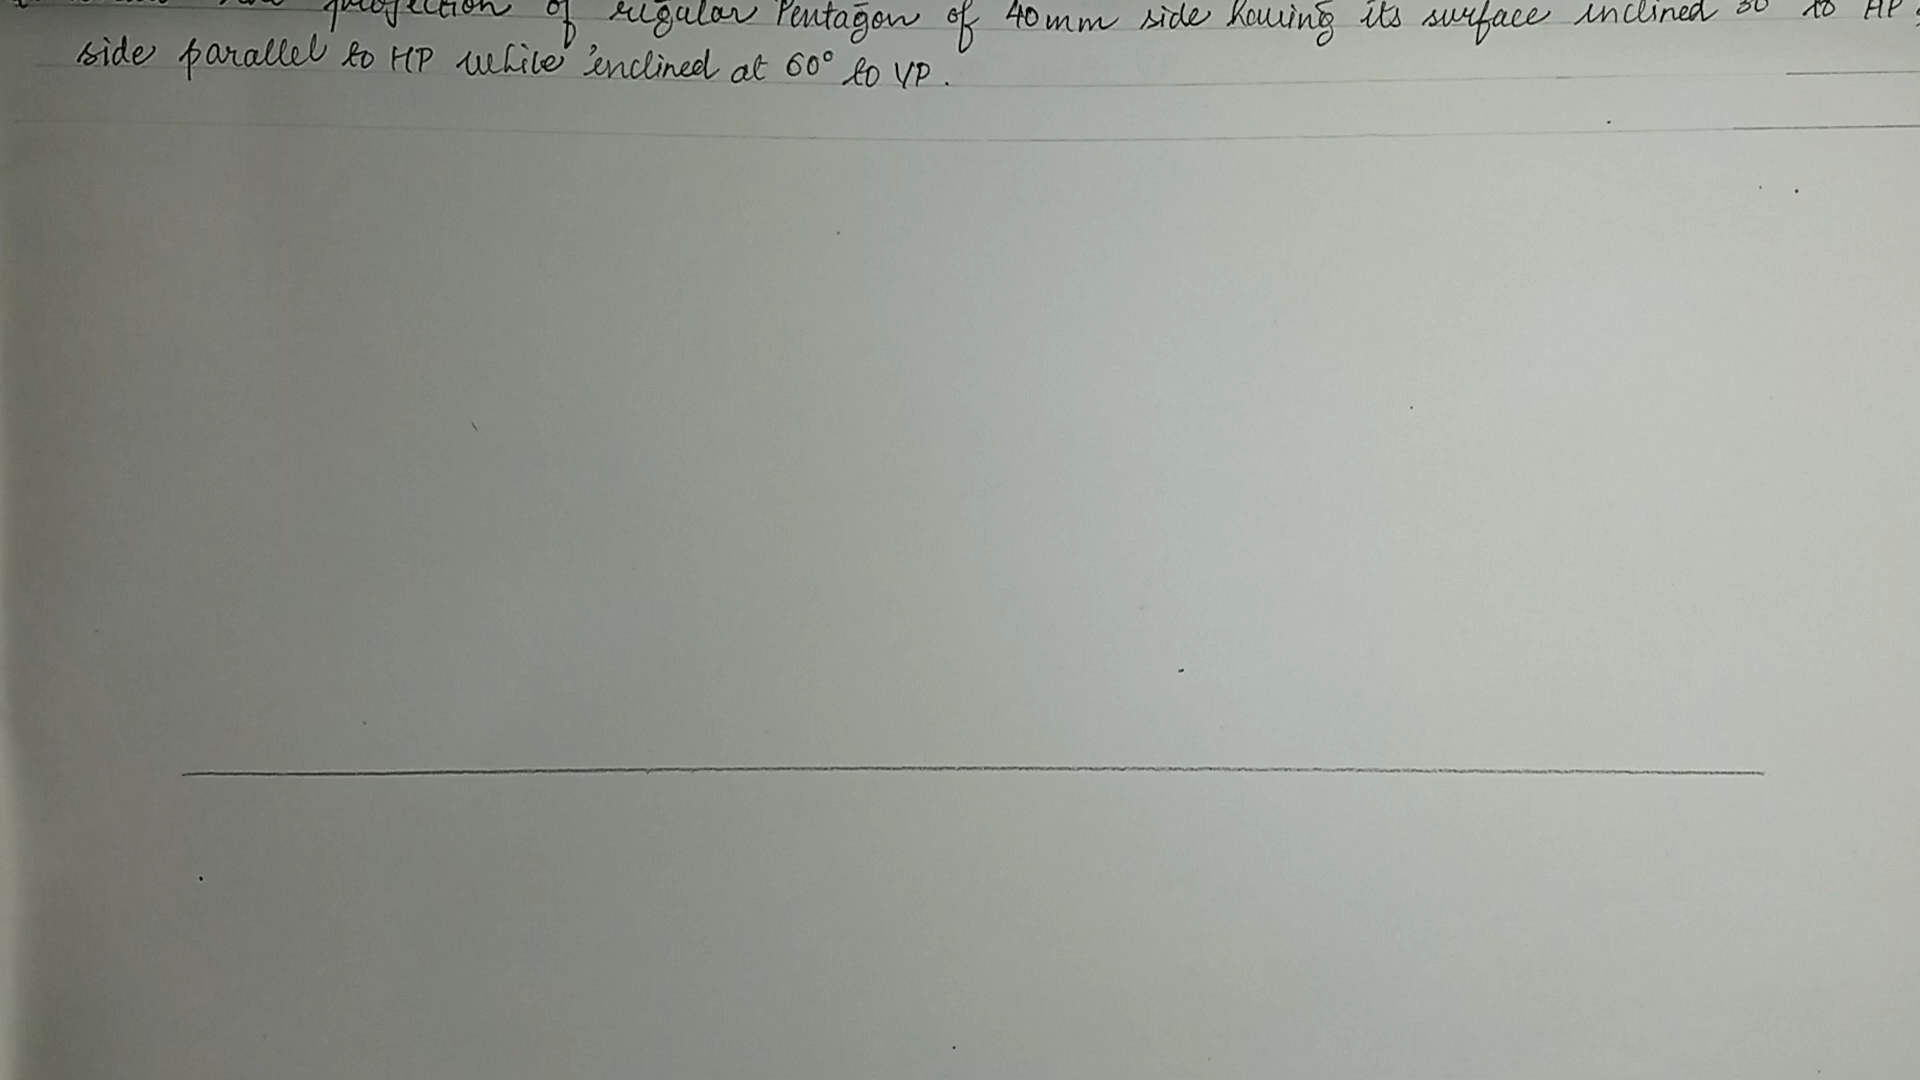 projection of regular Pentagon of 40mm side having its surface inclined 30 to HP
side parallel to HP while inclined at 60° to VP.